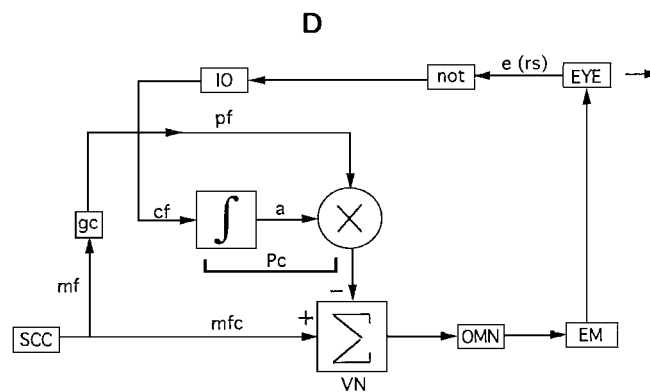 D
IO
not
e (rs)
EYE
pf
cf
∫
a
×
gc
Pc
mf
−
SCC
mfc
+
∑
OMN
EM
VN